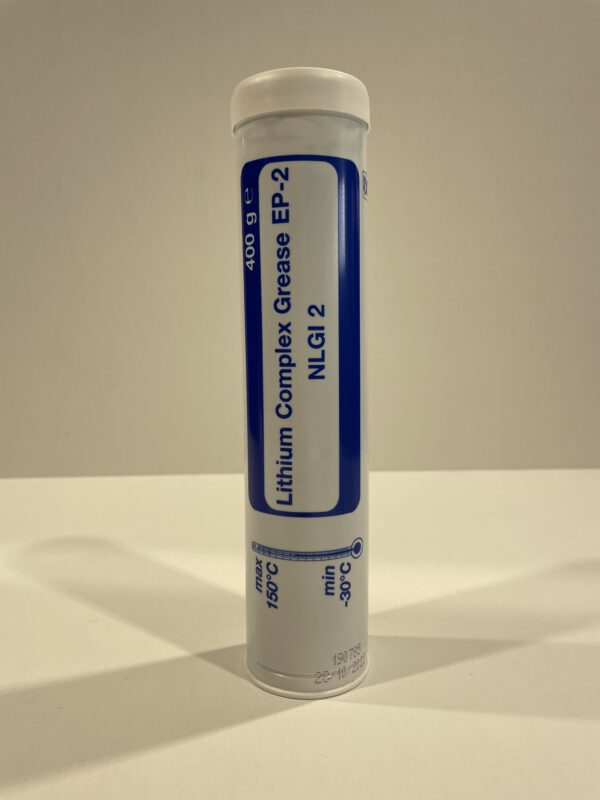 400 g ℮
Lithium Complex Grease EP-2
NLGI 2
max
150°C
min
-30°C
190785